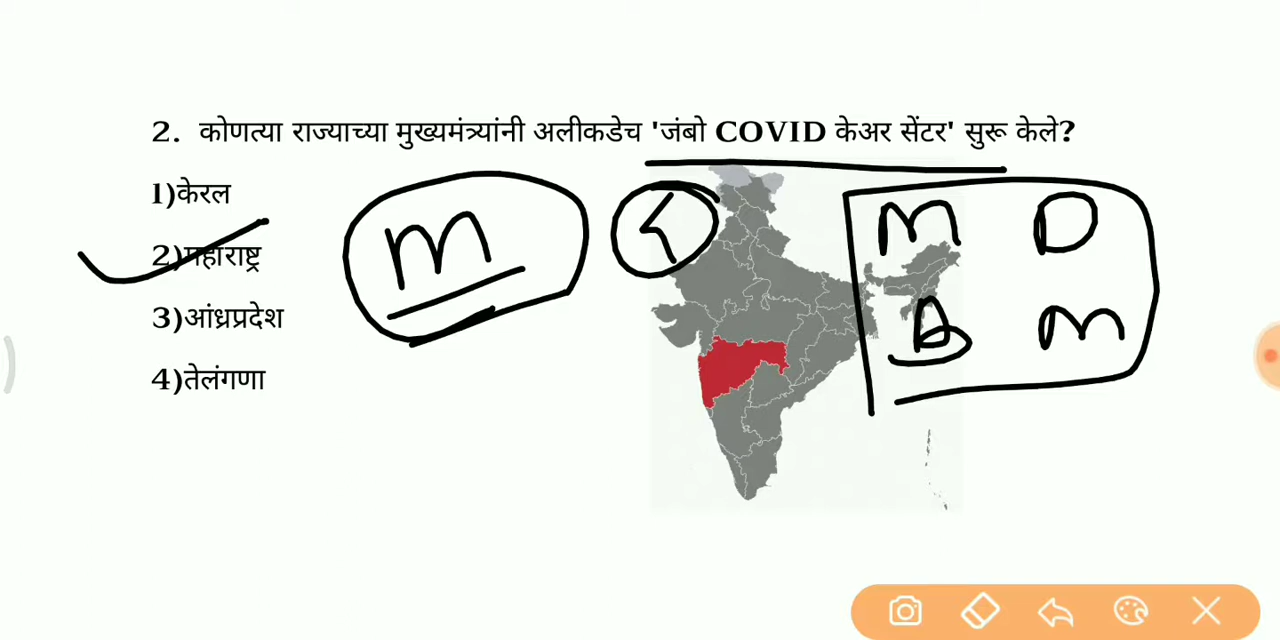 2. कोणत्या राज्याच्या मुख्यमंत्र्यांनी अलीकडेच 'जंबो COVID केअर सेंटर' सुरू केले?
1)केरल
2)महाराष्ट्र
3)आंध्रप्रदेश
4)तेलंगणा
m
M D
B m